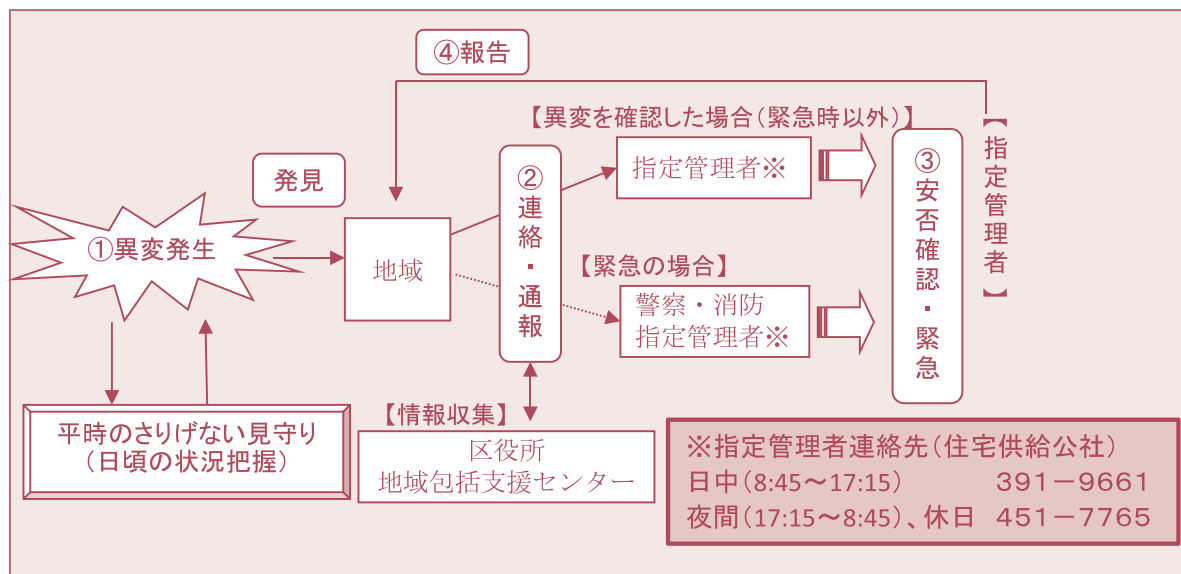 ④報告
【異変を確認した場合(緊急時以外)】
発見
①異変発生
地域
②連絡・通報
指定管理者※
【緊急の場合】
警察・消防
指定管理者※
③安否確認・緊急
【指定管理者】
平時のさりげない見守り
(日頃の状況把握)
【情報収集】
区役所
地域包括支援センター
※指定管理者連絡先(住宅供給公社)
日中(8:45~17:15) 391-9661
夜間(17:15~8:45)、休日 451-7765